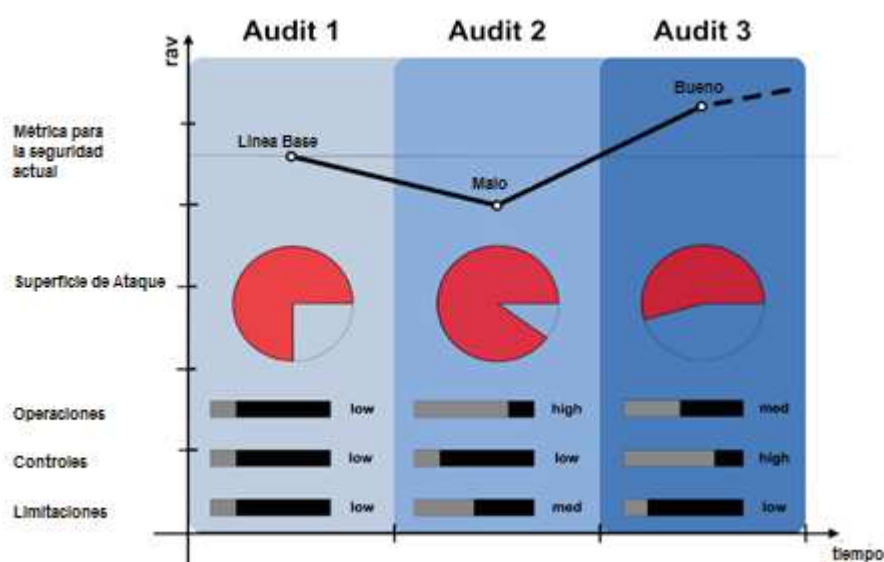 Audit 1 Audit 2 Audit 3
rav
Métrica para
la seguridad
actual
Linea Base
Malo
Bueno
Superficie de Ataque
Operaciones low high med
Controles low low high
Limitaciones low med low
tiempo